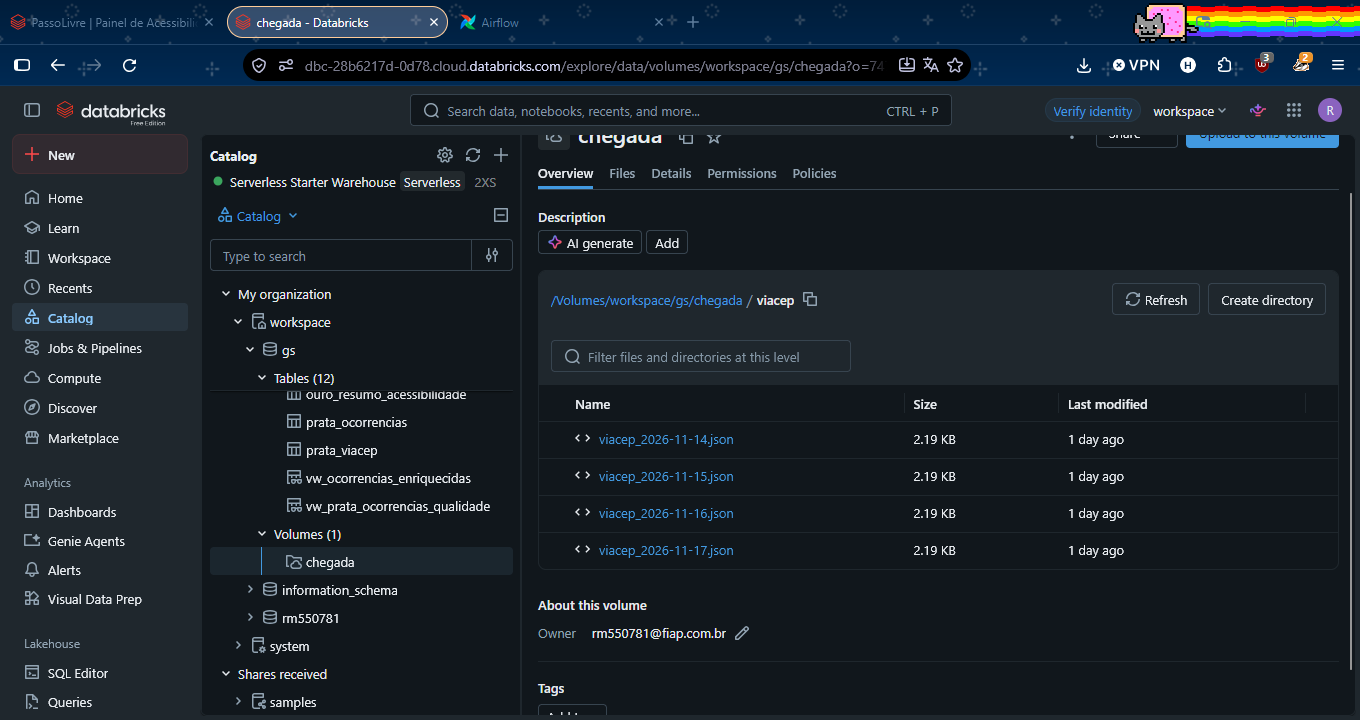 PassoLivre | Painel de Acessibil
chegada - Databricks
Airflow
dbc-28b6217d-0d78.cloud.databricks.com/explore/data/volumes/workspace/gs/chegada?o=74
VPN
3
2
databricks
Free Edition
Search data, notebooks, recents, and more...
CTRL + P
Verify identity
workspace
R
New
Home
Learn
Workspace
Recents
Catalog
Jobs & Pipelines
Compute
Discover
Marketplace
Analytics
Dashboards
Genie Agents
Alerts
Visual Data Prep
Lakehouse
SQL Editor
Queries
Catalog
Serverless Starter Warehouse Serverless 2XS
Catalog
Type to search
My organization
workspace
gs
Tables (12)
ouro_resumo_acessibilidade
prata_ocorrencias
prata_viacep
vw_ocorrencias_enriquecidas
vw_prata_ocorrencias_qualidade
Volumes (1)
chegada
information_schema
rm550781
system
Shares received
samples
chegada
Share
Upload to this volume
Overview Files Details Permissions Policies
Description
AI generate Add
/Volumes/workspace/gs/chegada / viacep
Refresh
Create directory
Filter files and directories at this level
Name Size Last modified
viacep_2026-11-14.json 2.19 KB 1 day ago
viacep_2026-11-15.json 2.19 KB 1 day ago
viacep_2026-11-16.json 2.19 KB 1 day ago
viacep_2026-11-17.json 2.19 KB 1 day ago
About this volume
Owner rm550781@fiap.com.br
Tags